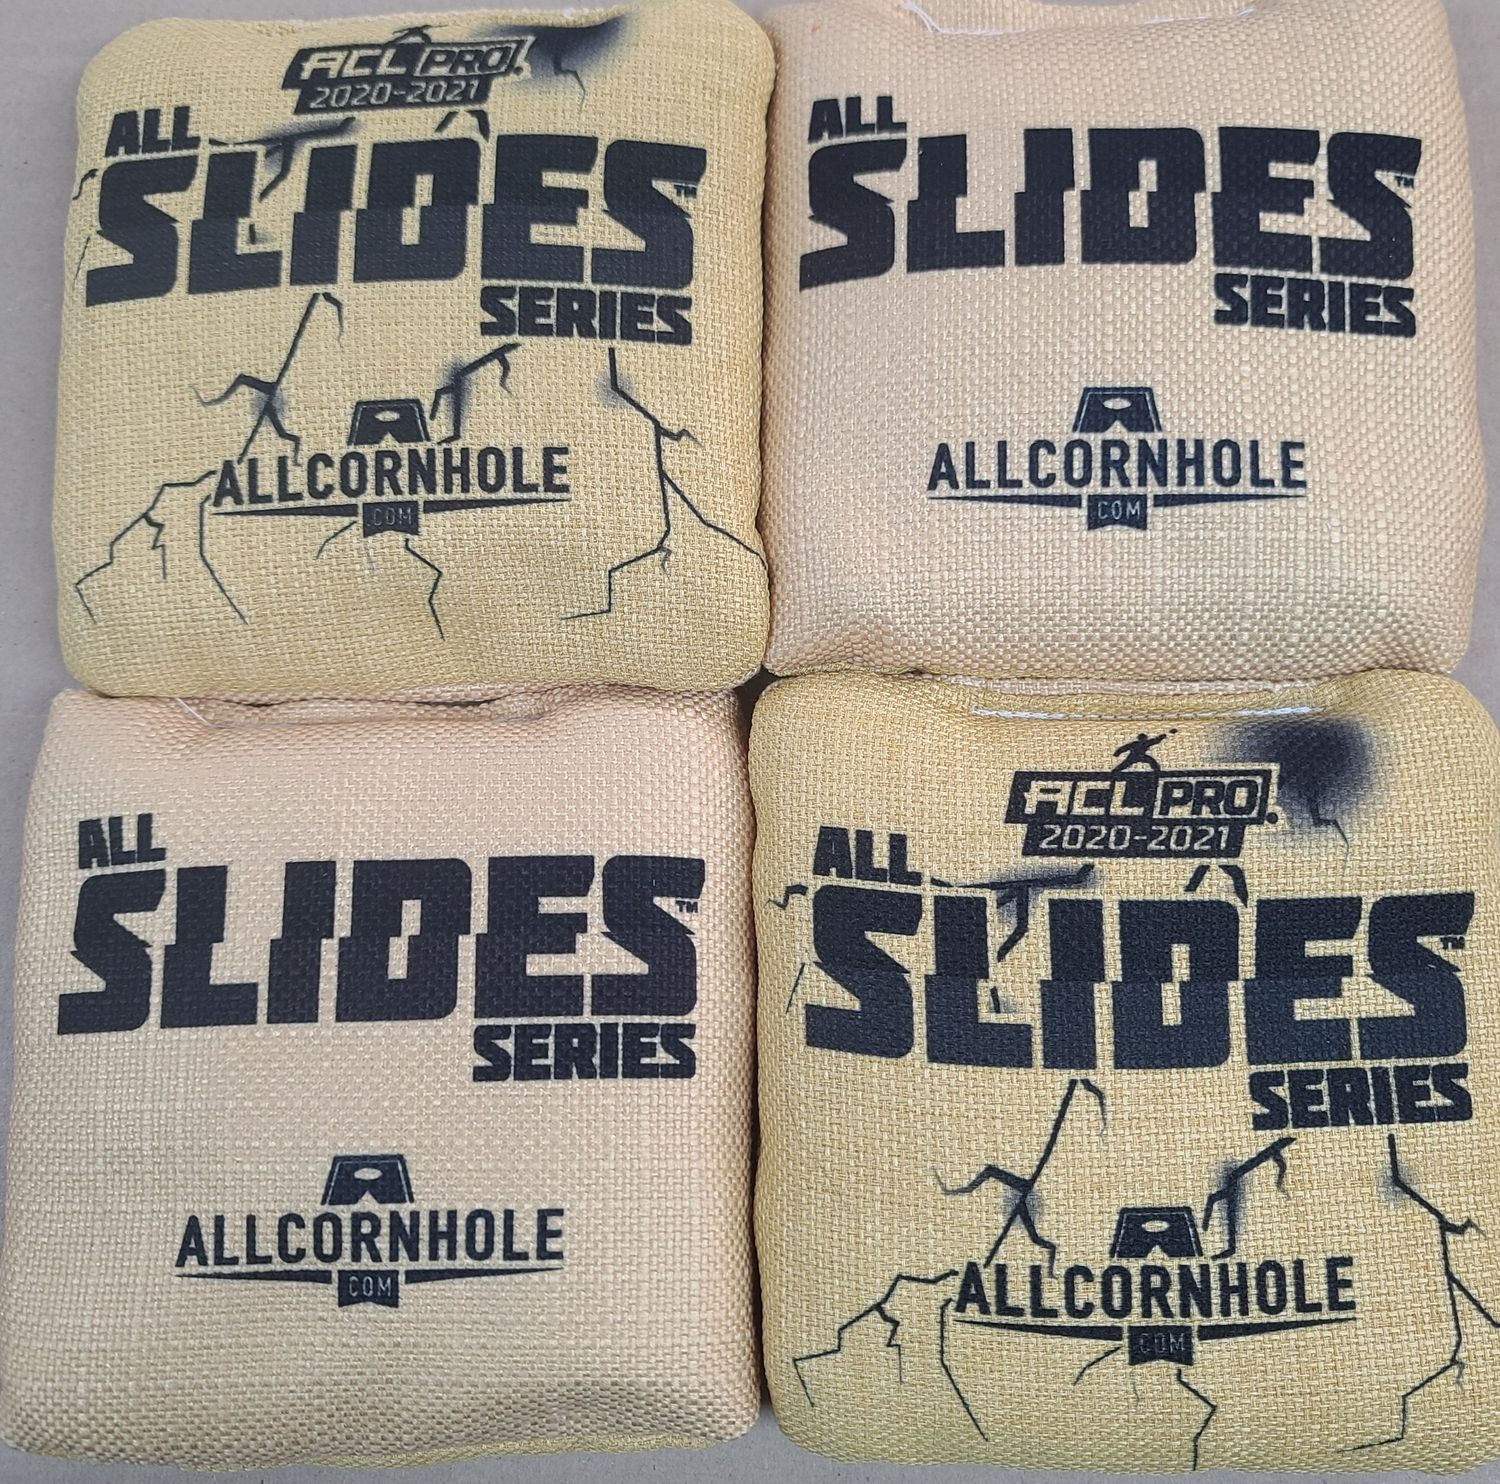 ACL PRO
2020-2021
ALL
SLIDES™
SERIES
ALLCORNHOLE
.COM
ALL
SLIDES™
SERIES
ALLCORNHOLE
.COM
ALL
SLIDES™
SERIES
ALLCORNHOLE
.COM
ACL PRO
2020-2021
ALL
SLIDES™
SERIES
ALLCORNHOLE
.COM